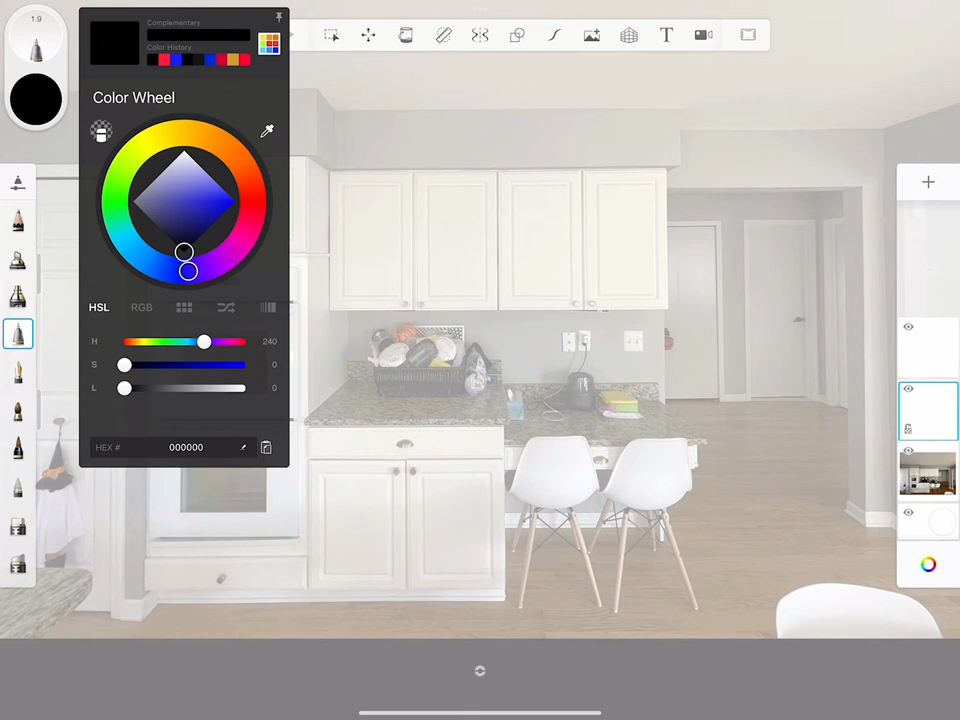 1.9
Complementary
Color History
Color Wheel
HSL RGB
H 240
S 0
L 0
HEX # 000000
T